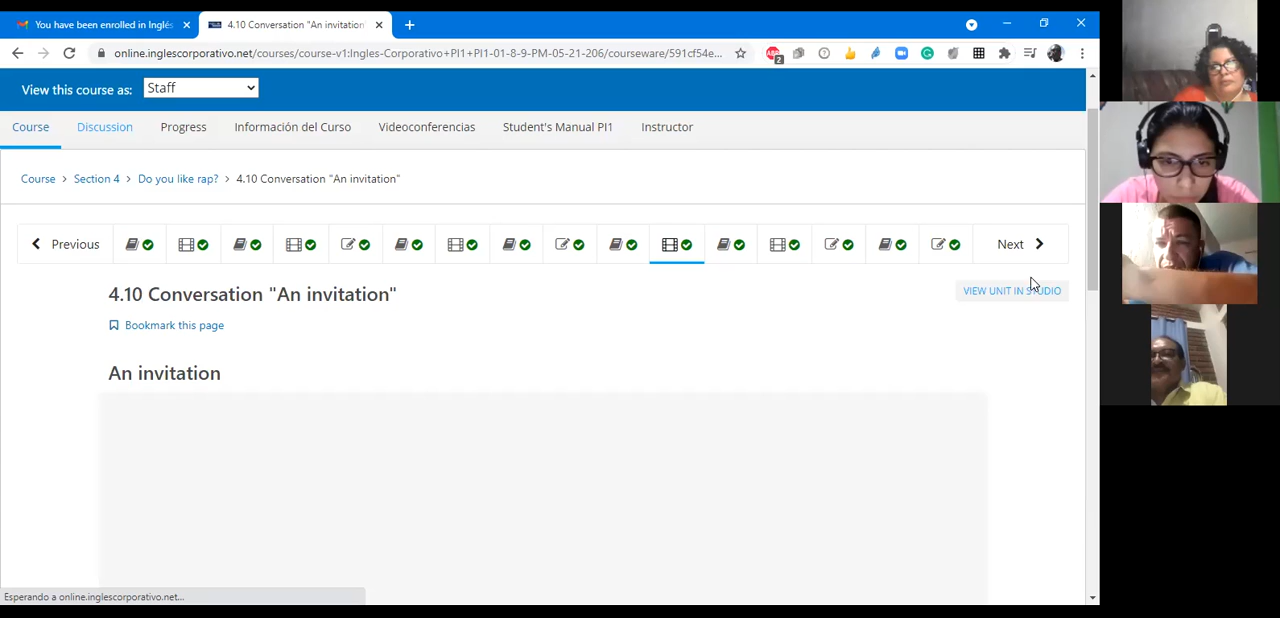 You have been enrolled in Inglés
4.10 Conversation "An invitation
online.inglescorporativo.net/courses/course-v1:Ingles-Corporativo+PI1+PI1-01-8-9-PM-05-21-206/courseware/591cf54e...
2
View this course as: Staff
Course Discussion Progress Información del Curso Videoconferencias Student's Manual PI1 Instructor
Course > Section 4 > Do you like rap? > 4.10 Conversation "An invitation"
Previous Next
4.10 Conversation "An invitation"
VIEW UNIT IN STUDIO
Bookmark this page
An invitation
Esperando a online.inglescorporativo.net...